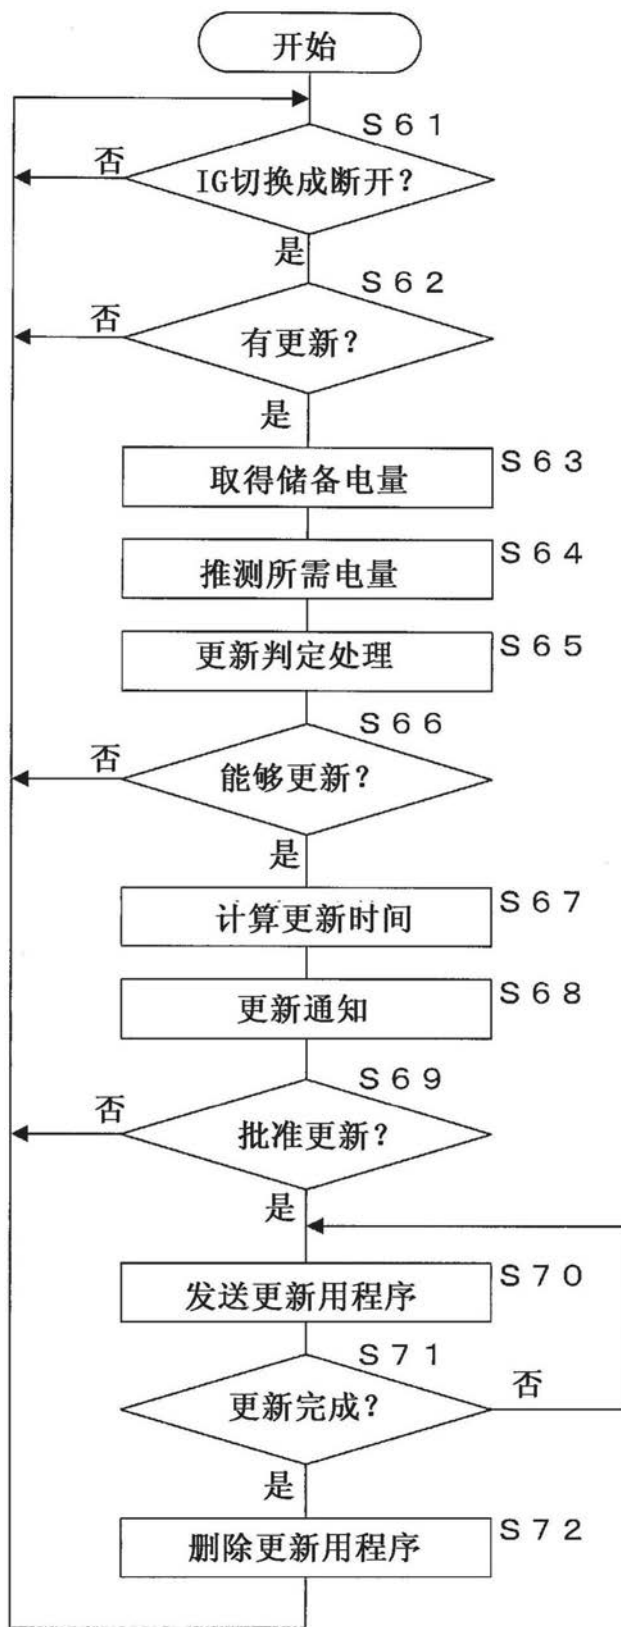 开始
S61
否
IG切换成断开?
是
S62
否
有更新?
是
取得储备电量
S63
推测所需电量
S64
更新判定处理
S65
S66
否
能够更新?
是
计算更新时间
S67
更新通知
S68
S69
否
批准更新?
是
发送更新用程序
S70
S71
更新完成?
否
是
删除更新用程序
S72